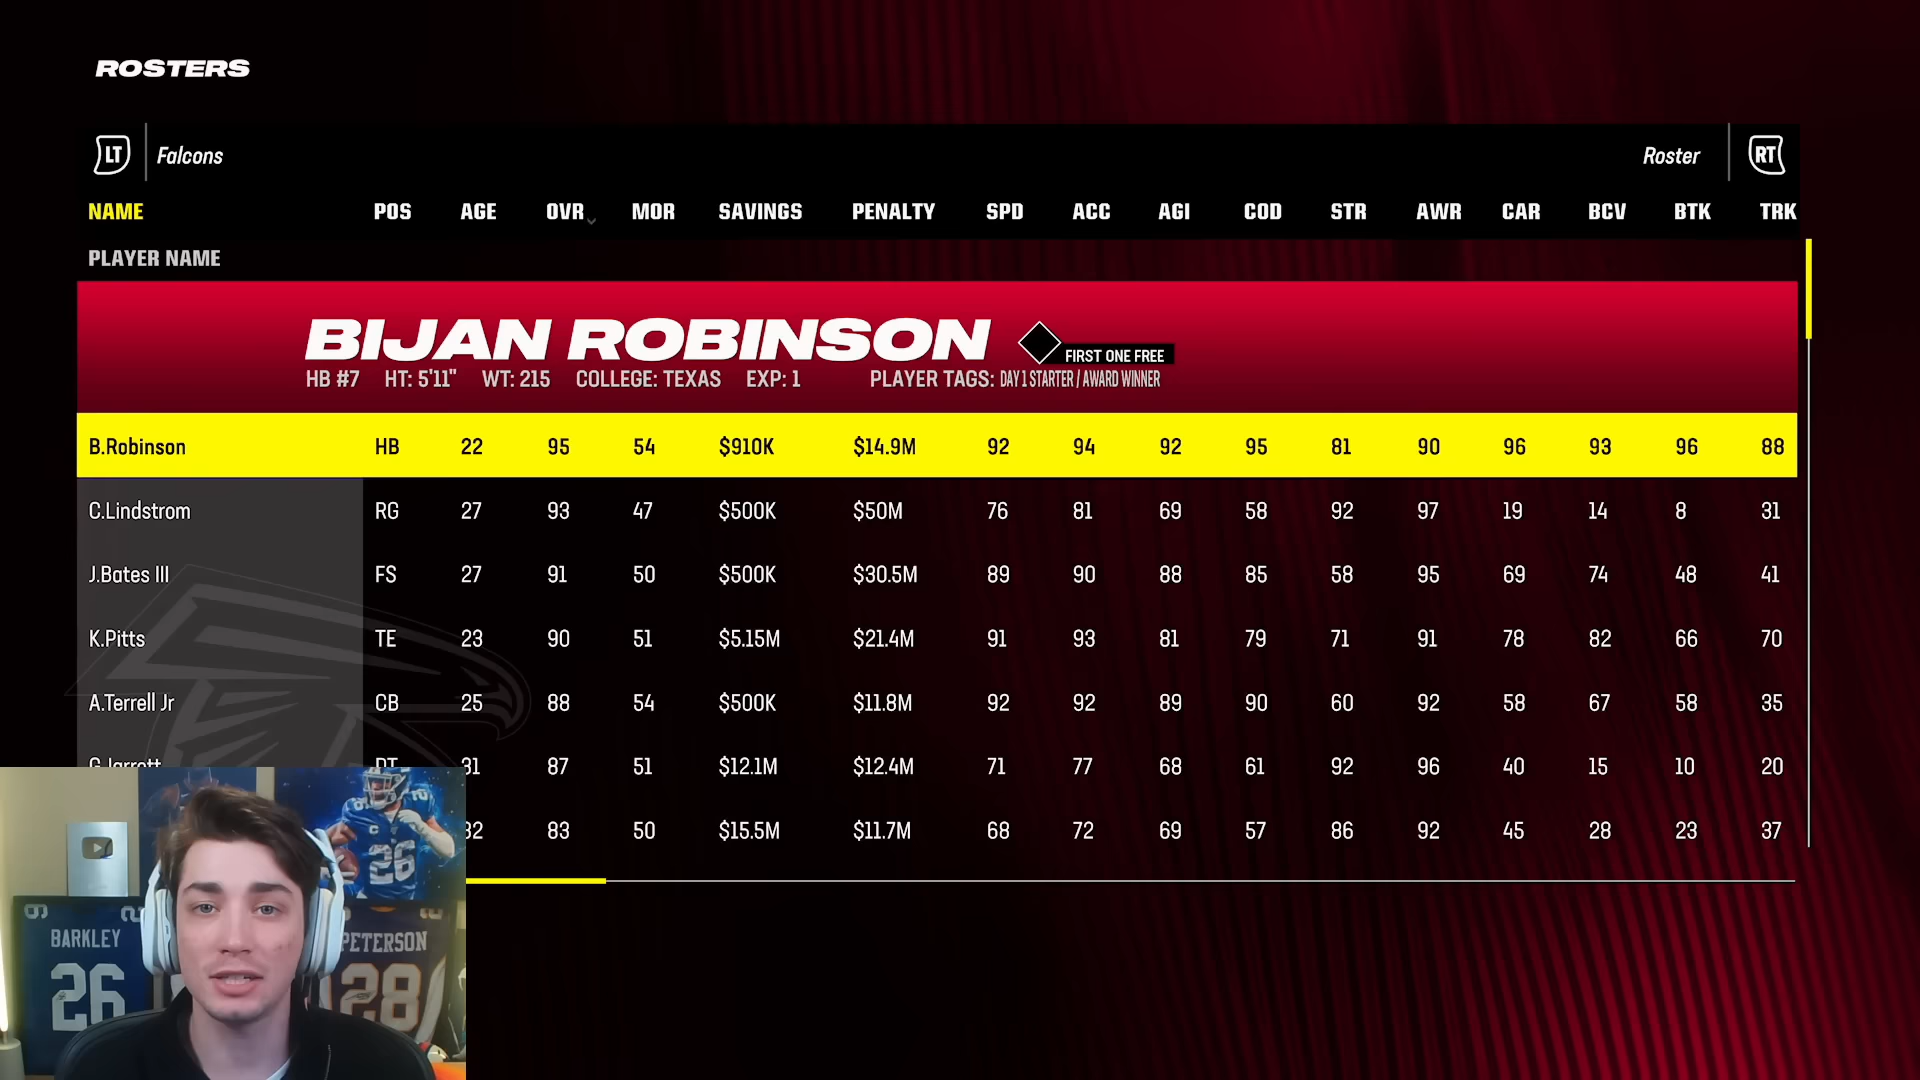 ROSTERS
LT Falcons Roster RT
NAME POS AGE OVR MOR SAVINGS PENALTY SPD ACC AGI COD STR AWR CAR BCV BTK TRK
PLAYER NAME
BIJAN ROBINSON FIRST ONE FREE
HB #7 HT: 5'11" WT: 215 COLLEGE: TEXAS EXP: 1 PLAYER TAGS: DAY 1 STARTER / AWARD WINNER
B.Robinson HB 22 95 54 $910K $14.9M 92 94 92 95 81 90 96 93 96 88
C.Lindstrom RG 27 93 47 $500K $50M 76 81 69 58 92 97 19 14 8 31
J.Bates III FS 27 91 50 $500K $30.5M 89 90 88 85 58 95 69 74 48 41
K.Pitts TE 23 90 51 $5.15M $21.4M 91 93 81 79 71 91 78 82 66 70
A.Terrell Jr CB 25 88 54 $500K $11.8M 92 92 89 90 60 92 58 67 58 35
G.Jarrett DT 31 87 51 $12.1M $12.4M 71 77 68 61 92 96 40 15 10 20
32 83 50 $15.5M $11.7M 68 72 69 57 86 92 45 28 23 37
26
BARKLEY
26
PETERSON
28